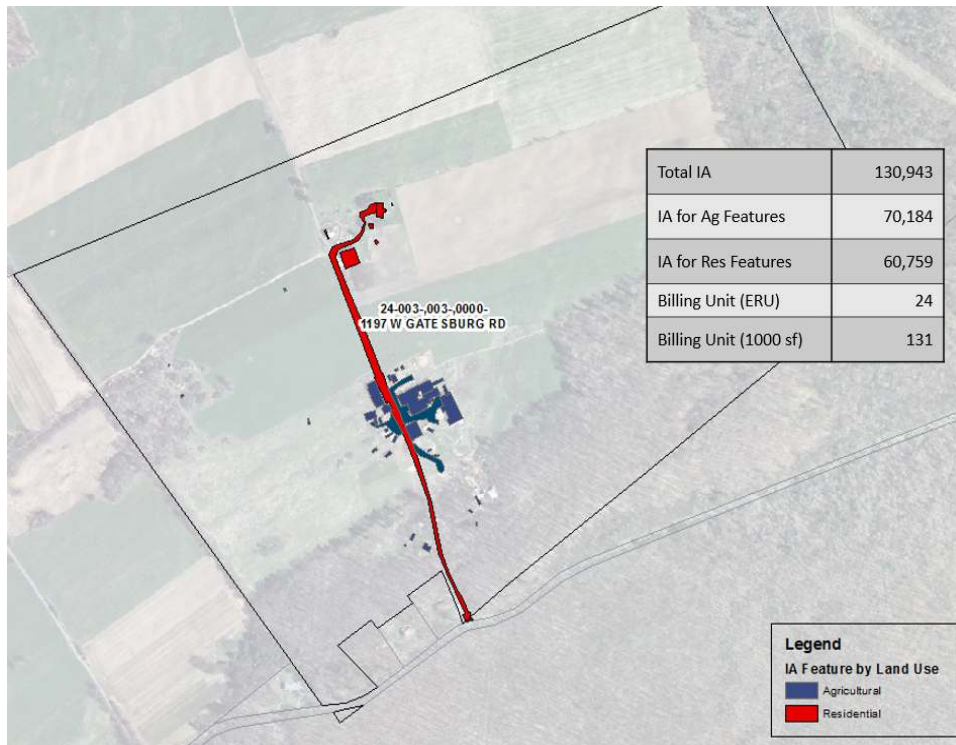 Total IA 130,943
IA for Ag Features 70,184
IA for Res Features 60,759
Billing Unit (ERU) 24
Billing Unit (1000 sf) 131
24-003-,003-,0000-
1197 W GATESBURG RD
Legend
IA Feature by Land Use
Agricultural
Residential